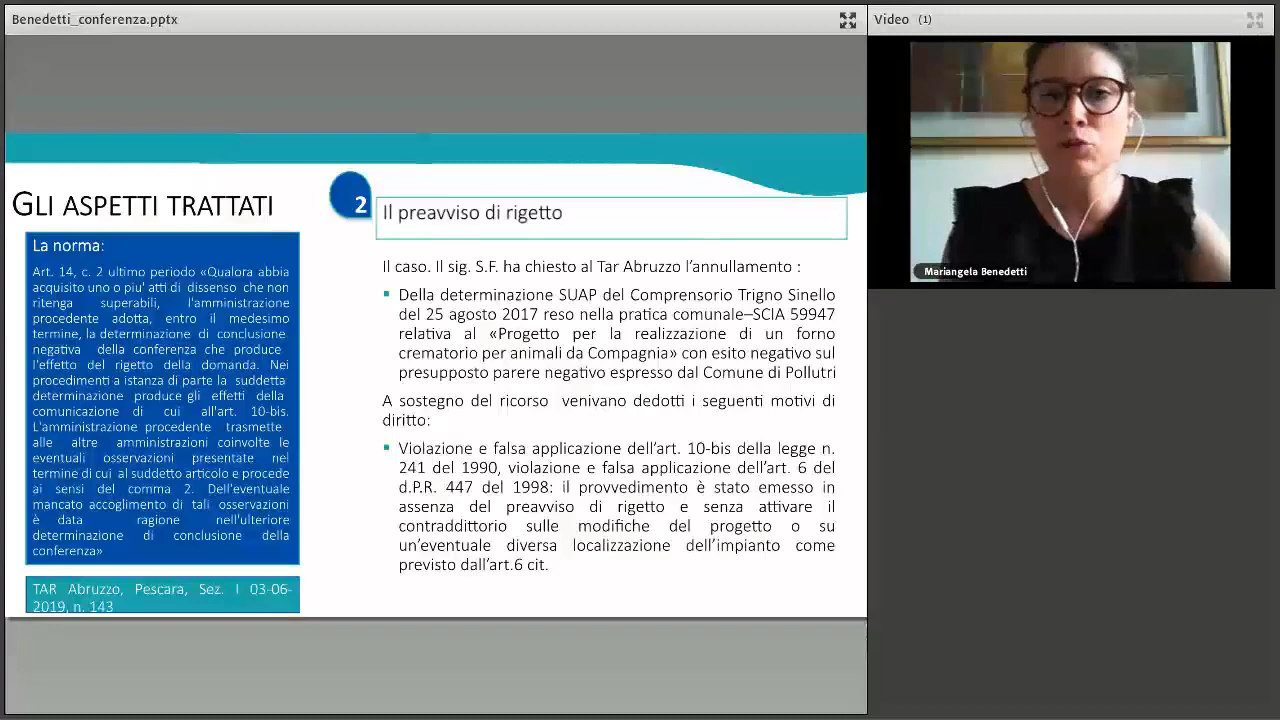 Benedetti_conferenza.pptx
Video (1)
Mariangela Benedetti
GLI ASPETTI TRATTATI
La norma:
Art. 14, c. 2 ultimo periodo «Qualora abbia
acquisito uno o piu' atti di dissenso che non
ritenga superabili, l'amministrazione
procedente adotta, entro il medesimo
termine, la determinazione di conclusione
negativa della conferenza che produce
l'effetto del rigetto della domanda. Nei
procedimenti a istanza di parte la suddetta
determinazione produce gli effetti della
comunicazione di cui all'art. 10-bis.
L'amministrazione procedente trasmette
alle altre amministrazioni coinvolte le
eventuali osservazioni presentate nel
termine di cui al suddetto articolo e procede
ai sensi del comma 2. Dell'eventuale
mancato accoglimento di tali osservazioni
è data ragione nell'ulteriore
determinazione di conclusione della
conferenza»
TAR Abruzzo, Pescara, Sez. I 03-06-
2019, n. 143
2
Il preavviso di rigetto
Il caso. Il sig. S.F. ha chiesto al Tar Abruzzo l'annullamento :
Della determinazione SUAP del Comprensorio Trigno Sinello
del 25 agosto 2017 reso nella pratica comunale–SCIA 59947
relativa al «Progetto per la realizzazione di un forno
crematorio per animali da Compagnia» con esito negativo sul
presupposto parere negativo espresso dal Comune di Pollutri
A sostegno del ricorso venivano dedotti i seguenti motivi di
diritto:
Violazione e falsa applicazione dell'art. 10-bis della legge n.
241 del 1990, violazione e falsa applicazione dell'art. 6 del
d.P.R. 447 del 1998: il provvedimento è stato emesso in
assenza del preavviso di rigetto e senza attivare il
contraddittorio sulle modifiche del progetto o su
un'eventuale diversa localizzazione dell'impianto come
previsto dall'art.6 cit.